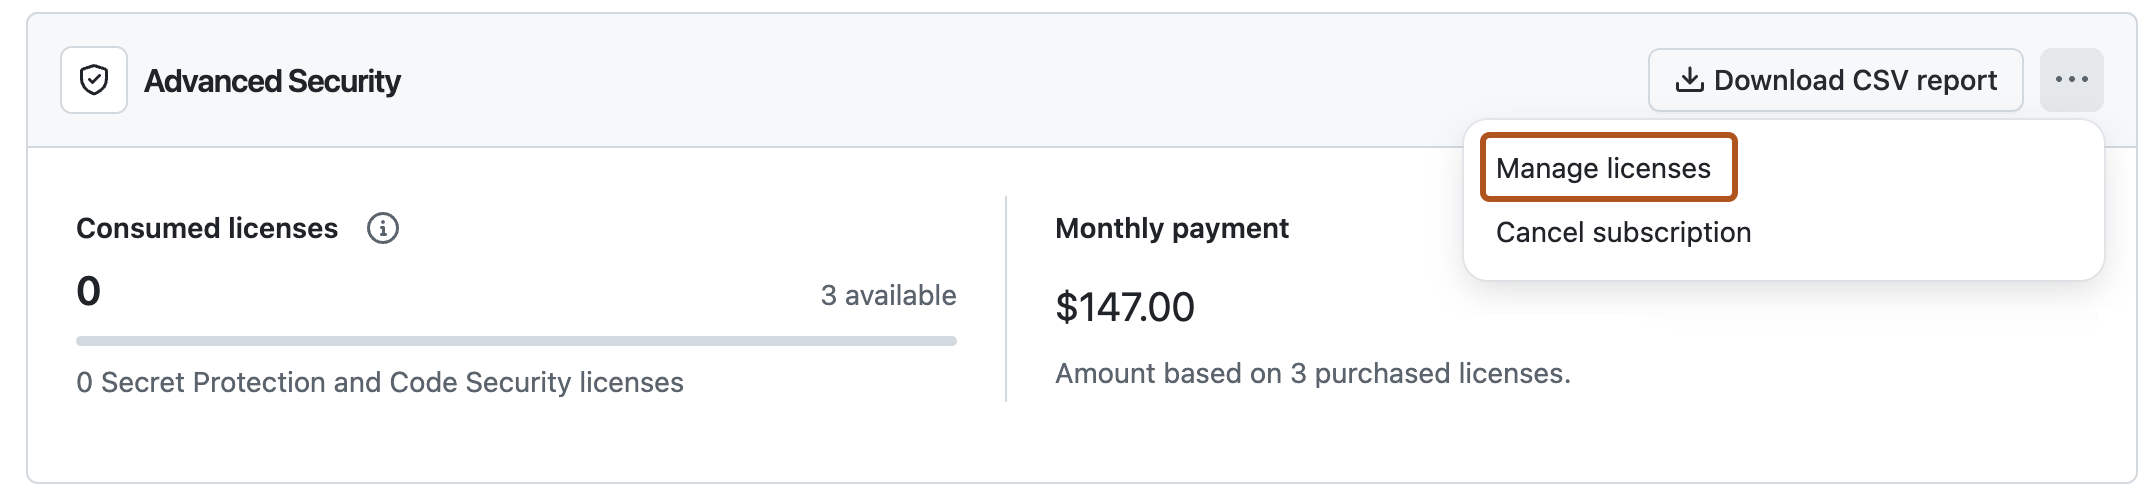 Advanced Security
Download CSV report
Manage licenses
Cancel subscription
Consumed licenses
0
3 available
0 Secret Protection and Code Security licenses
Monthly payment
$147.00
Amount based on 3 purchased licenses.